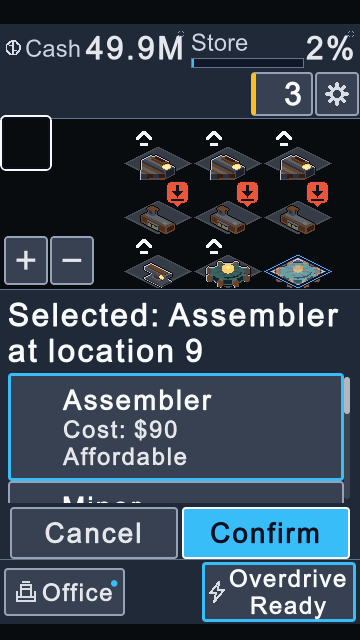 Cash 49.9M Store 2%
3
+ −
Selected: Assembler
at location 9
Assembler
Cost: $90
Affordable
Cancel Confirm
Office Overdrive
Ready